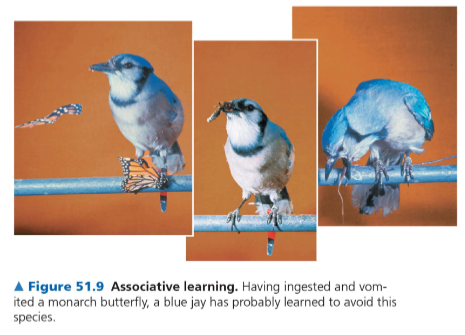 ▲ Figure 51.9 Associative learning. Having ingested and vom-
ited a monarch butterfly, a blue jay has probably learned to avoid this
species.